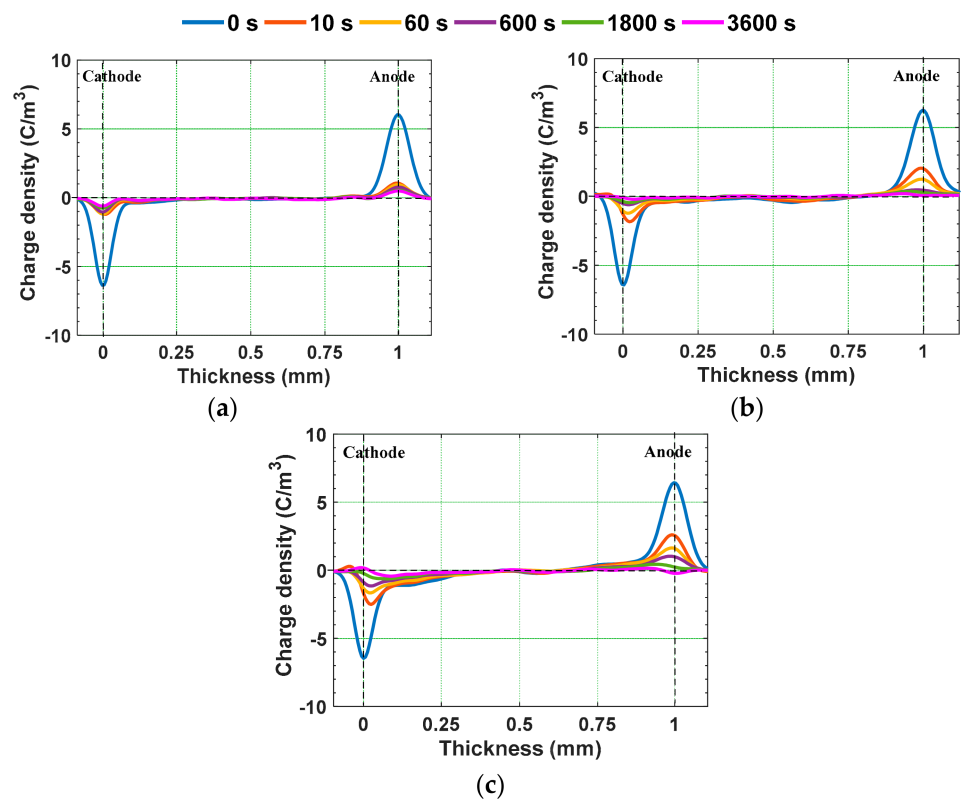 0 s 10 s 60 s 600 s 1800 s 3600 s
10
5
0
-5
-10
Charge density (C/m³)
Cathode
Anode
0 0.25 0.5 0.75 1
Thickness (mm)
(a)
10
5
0
-5
-10
Charge density (C/m³)
Cathode
Anode
0 0.25 0.5 0.75 1
Thickness (mm)
(b)
10
5
0
-5
-10
Charge density (C/m³)
Cathode
Anode
0 0.25 0.5 0.75 1
Thickness (mm)
(c)